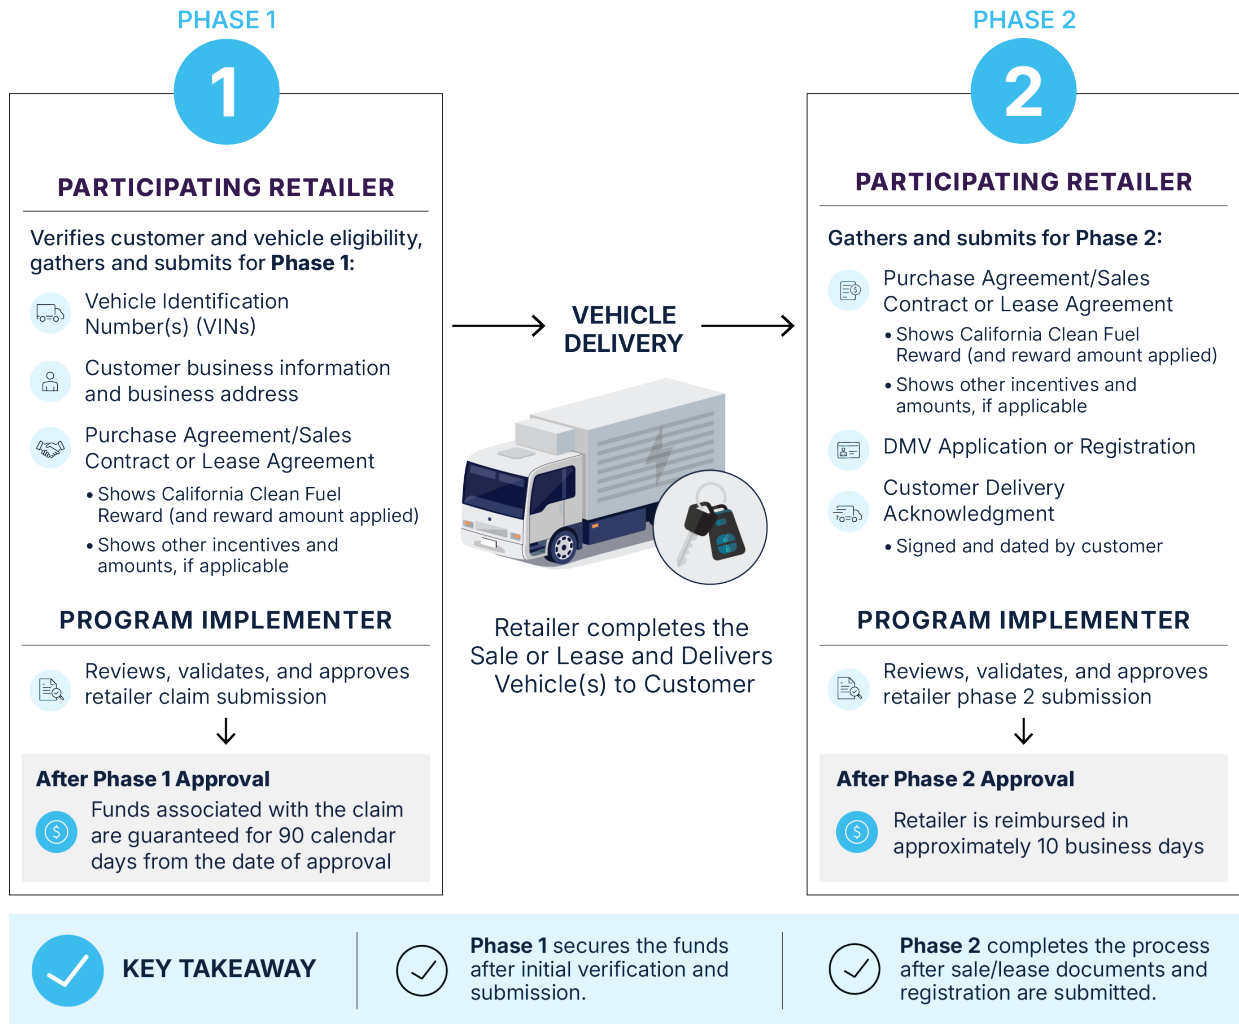 PHASE 1
1
PARTICIPATING RETAILER
Verifies customer and vehicle eligibility,
gathers and submits for Phase 1:
Vehicle Identification
Number(s) (VINs)
Customer business information
and business address
Purchase Agreement/Sales
Contract or Lease Agreement
• Shows California Clean Fuel
Reward (and reward amount applied)
• Shows other incentives and
amounts, if applicable
PROGRAM IMPLEMENTER
Reviews, validates, and approves
retailer claim submission
After Phase 1 Approval
$
Funds associated with the claim
are guaranteed for 90 calendar
days from the date of approval
VEHICLE
DELIVERY
Retailer completes the
Sale or Lease and Delivers
Vehicle(s) to Customer
PHASE 2
2
PARTICIPATING RETAILER
Gathers and submits for Phase 2:
$
Purchase Agreement/Sales
Contract or Lease Agreement
• Shows California Clean Fuel
Reward (and reward amount applied)
• Shows other incentives and
amounts, if applicable
DMV Application or Registration
Customer Delivery
Acknowledgment
• Signed and dated by customer
PROGRAM IMPLEMENTER
Reviews, validates, and approves
retailer phase 2 submission
After Phase 2 Approval
$
Retailer is reimbursed in
approximately 10 business days
KEY TAKEAWAY
Phase 1 secures the funds
after initial verification and
submission.
Phase 2 completes the process
after sale/lease documents and
registration are submitted.